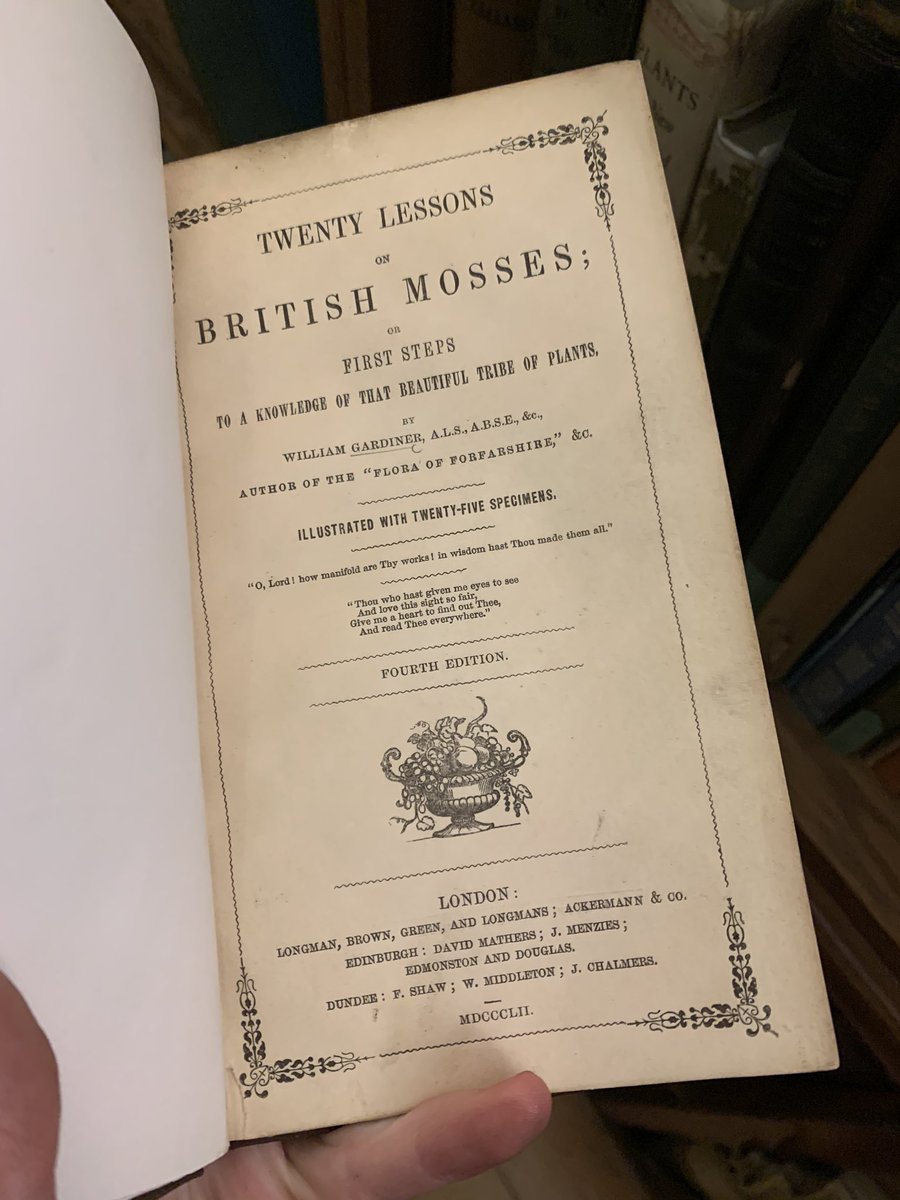 TWENTY LESSONS
ON
BRITISH MOSSES;
OR
FIRST STEPS
TO A KNOWLEDGE OF THAT BEAUTIFUL TRIBE OF PLANTS,
BY
WILLIAM GARDINER, A.L.S., A.B.S.E., &c.,
AUTHOR OF THE "FLORA OF FORFARSHIRE," &C.
ILLUSTRATED WITH TWENTY-FIVE SPECIMENS.
"O, Lord! how manifold are Thy works! in wisdom hast Thou made them all."
"Thou who hast given me eyes to see
And love this sight so fair,
Give me a heart to find out Thee,
And read Thee everywhere."
FOURTH EDITION.
LONDON:
LONGMAN, BROWN, GREEN, AND LONGMANS; ACKERMANN & CO.
EDINBURGH: DAVID MATHERS; J. MENZIES;
EDMONSTON AND DOUGLAS.
DUNDEE: F. SHAW; W. MIDDLETON; J. CHALMERS.
MDCCCLII.